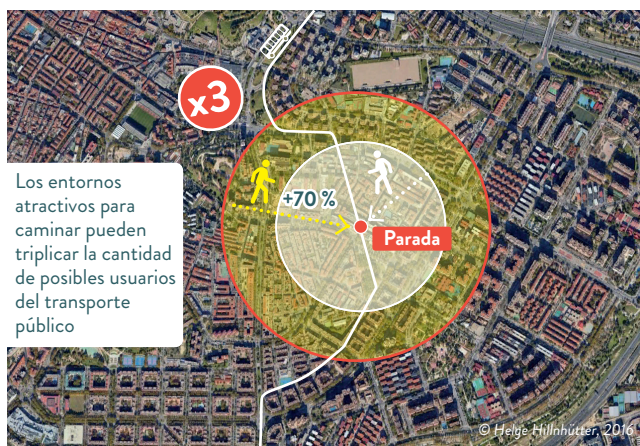 x3
+70 %
Parada
Los entornos
atractivos para
caminar pueden
triplicar la cantidad
de posibles usuarios
del transporte
público
© Helge Hillnhütter, 2016